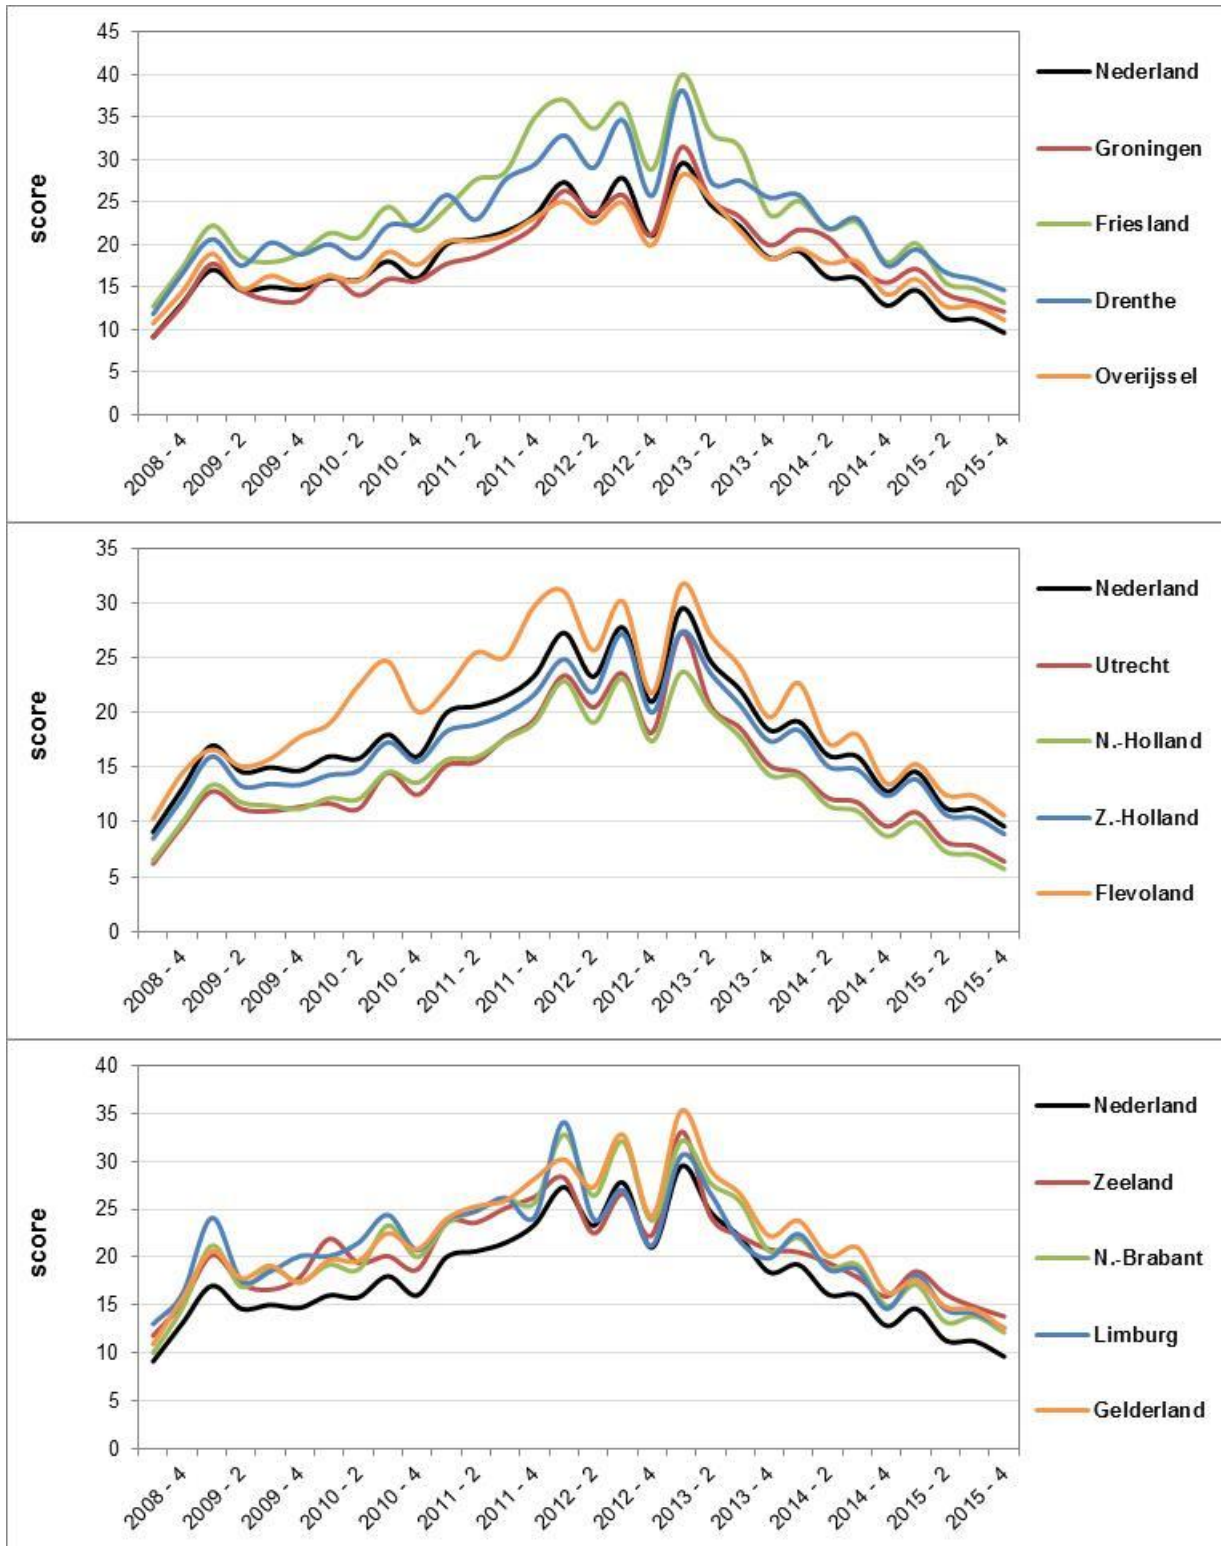 45
40
35
30
25
20
15
10
5
0
score
2008 - 4
2009 - 2
2009 - 4
2010 - 2
2010 - 4
2011 - 2
2011 - 4
2012 - 2
2012 - 4
2013 - 2
2013 - 4
2014 - 2
2014 - 4
2015 - 2
2015 - 4
Nederland
Groningen
Friesland
Drenthe
Overijssel
35
30
25
20
15
10
5
0
score
2008 - 4
2009 - 2
2009 - 4
2010 - 2
2010 - 4
2011 - 2
2011 - 4
2012 - 2
2012 - 4
2013 - 2
2013 - 4
2014 - 2
2014 - 4
2015 - 2
2015 - 4
Nederland
Utrecht
N.-Holland
Z.-Holland
Flevoland
40
35
30
25
20
15
10
5
0
score
2008 - 4
2009 - 2
2009 - 4
2010 - 2
2010 - 4
2011 - 2
2011 - 4
2012 - 2
2012 - 4
2013 - 2
2013 - 4
2014 - 2
2014 - 4
2015 - 2
2015 - 4
Nederland
Zeeland
N.-Brabant
Limburg
Gelderland